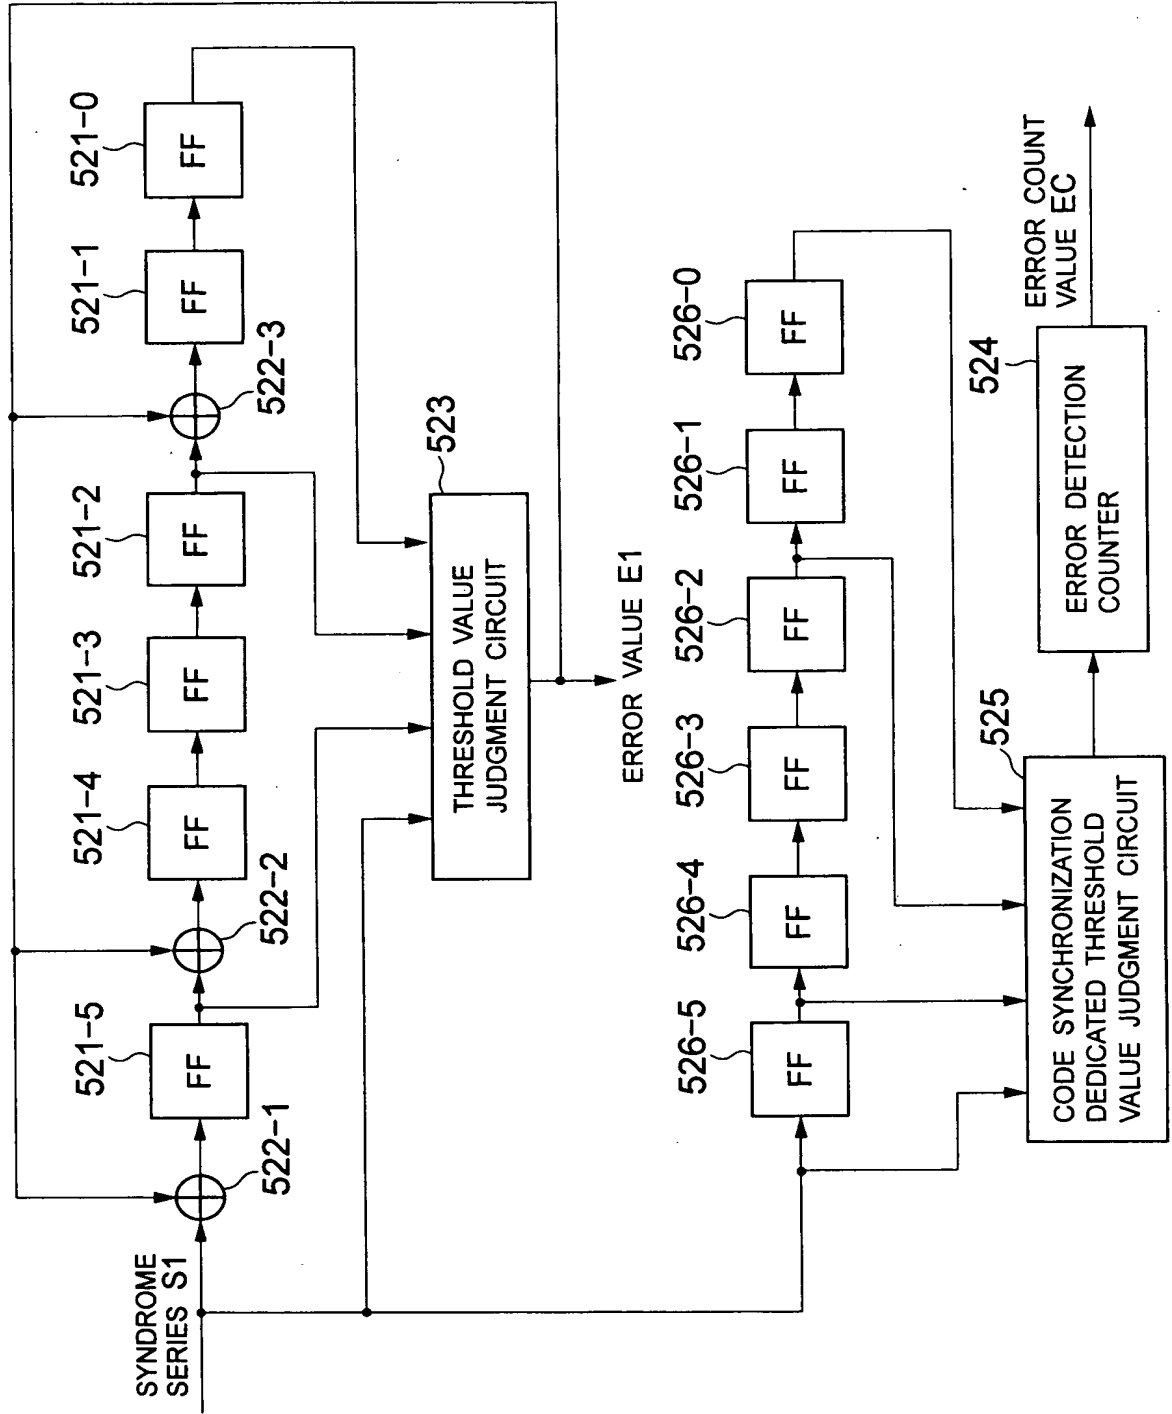 SYNDROME
SERIES S1
522-1
521-5
FF
522-2
521-4
FF
521-3
FF
521-2
FF
522-3
521-1
FF
521-0
FF
523
THRESHOLD VALUE
JUDGMENT CIRCUIT
ERROR VALUE E1
526-5
FF
526-4
FF
526-3
FF
526-2
FF
526-1
FF
526-0
FF
525
CODE SYNCHRONIZATION
DEDICATED THRESHOLD
VALUE JUDGMENT CIRCUIT
524
ERROR DETECTION
COUNTER
ERROR COUNT
VALUE EC